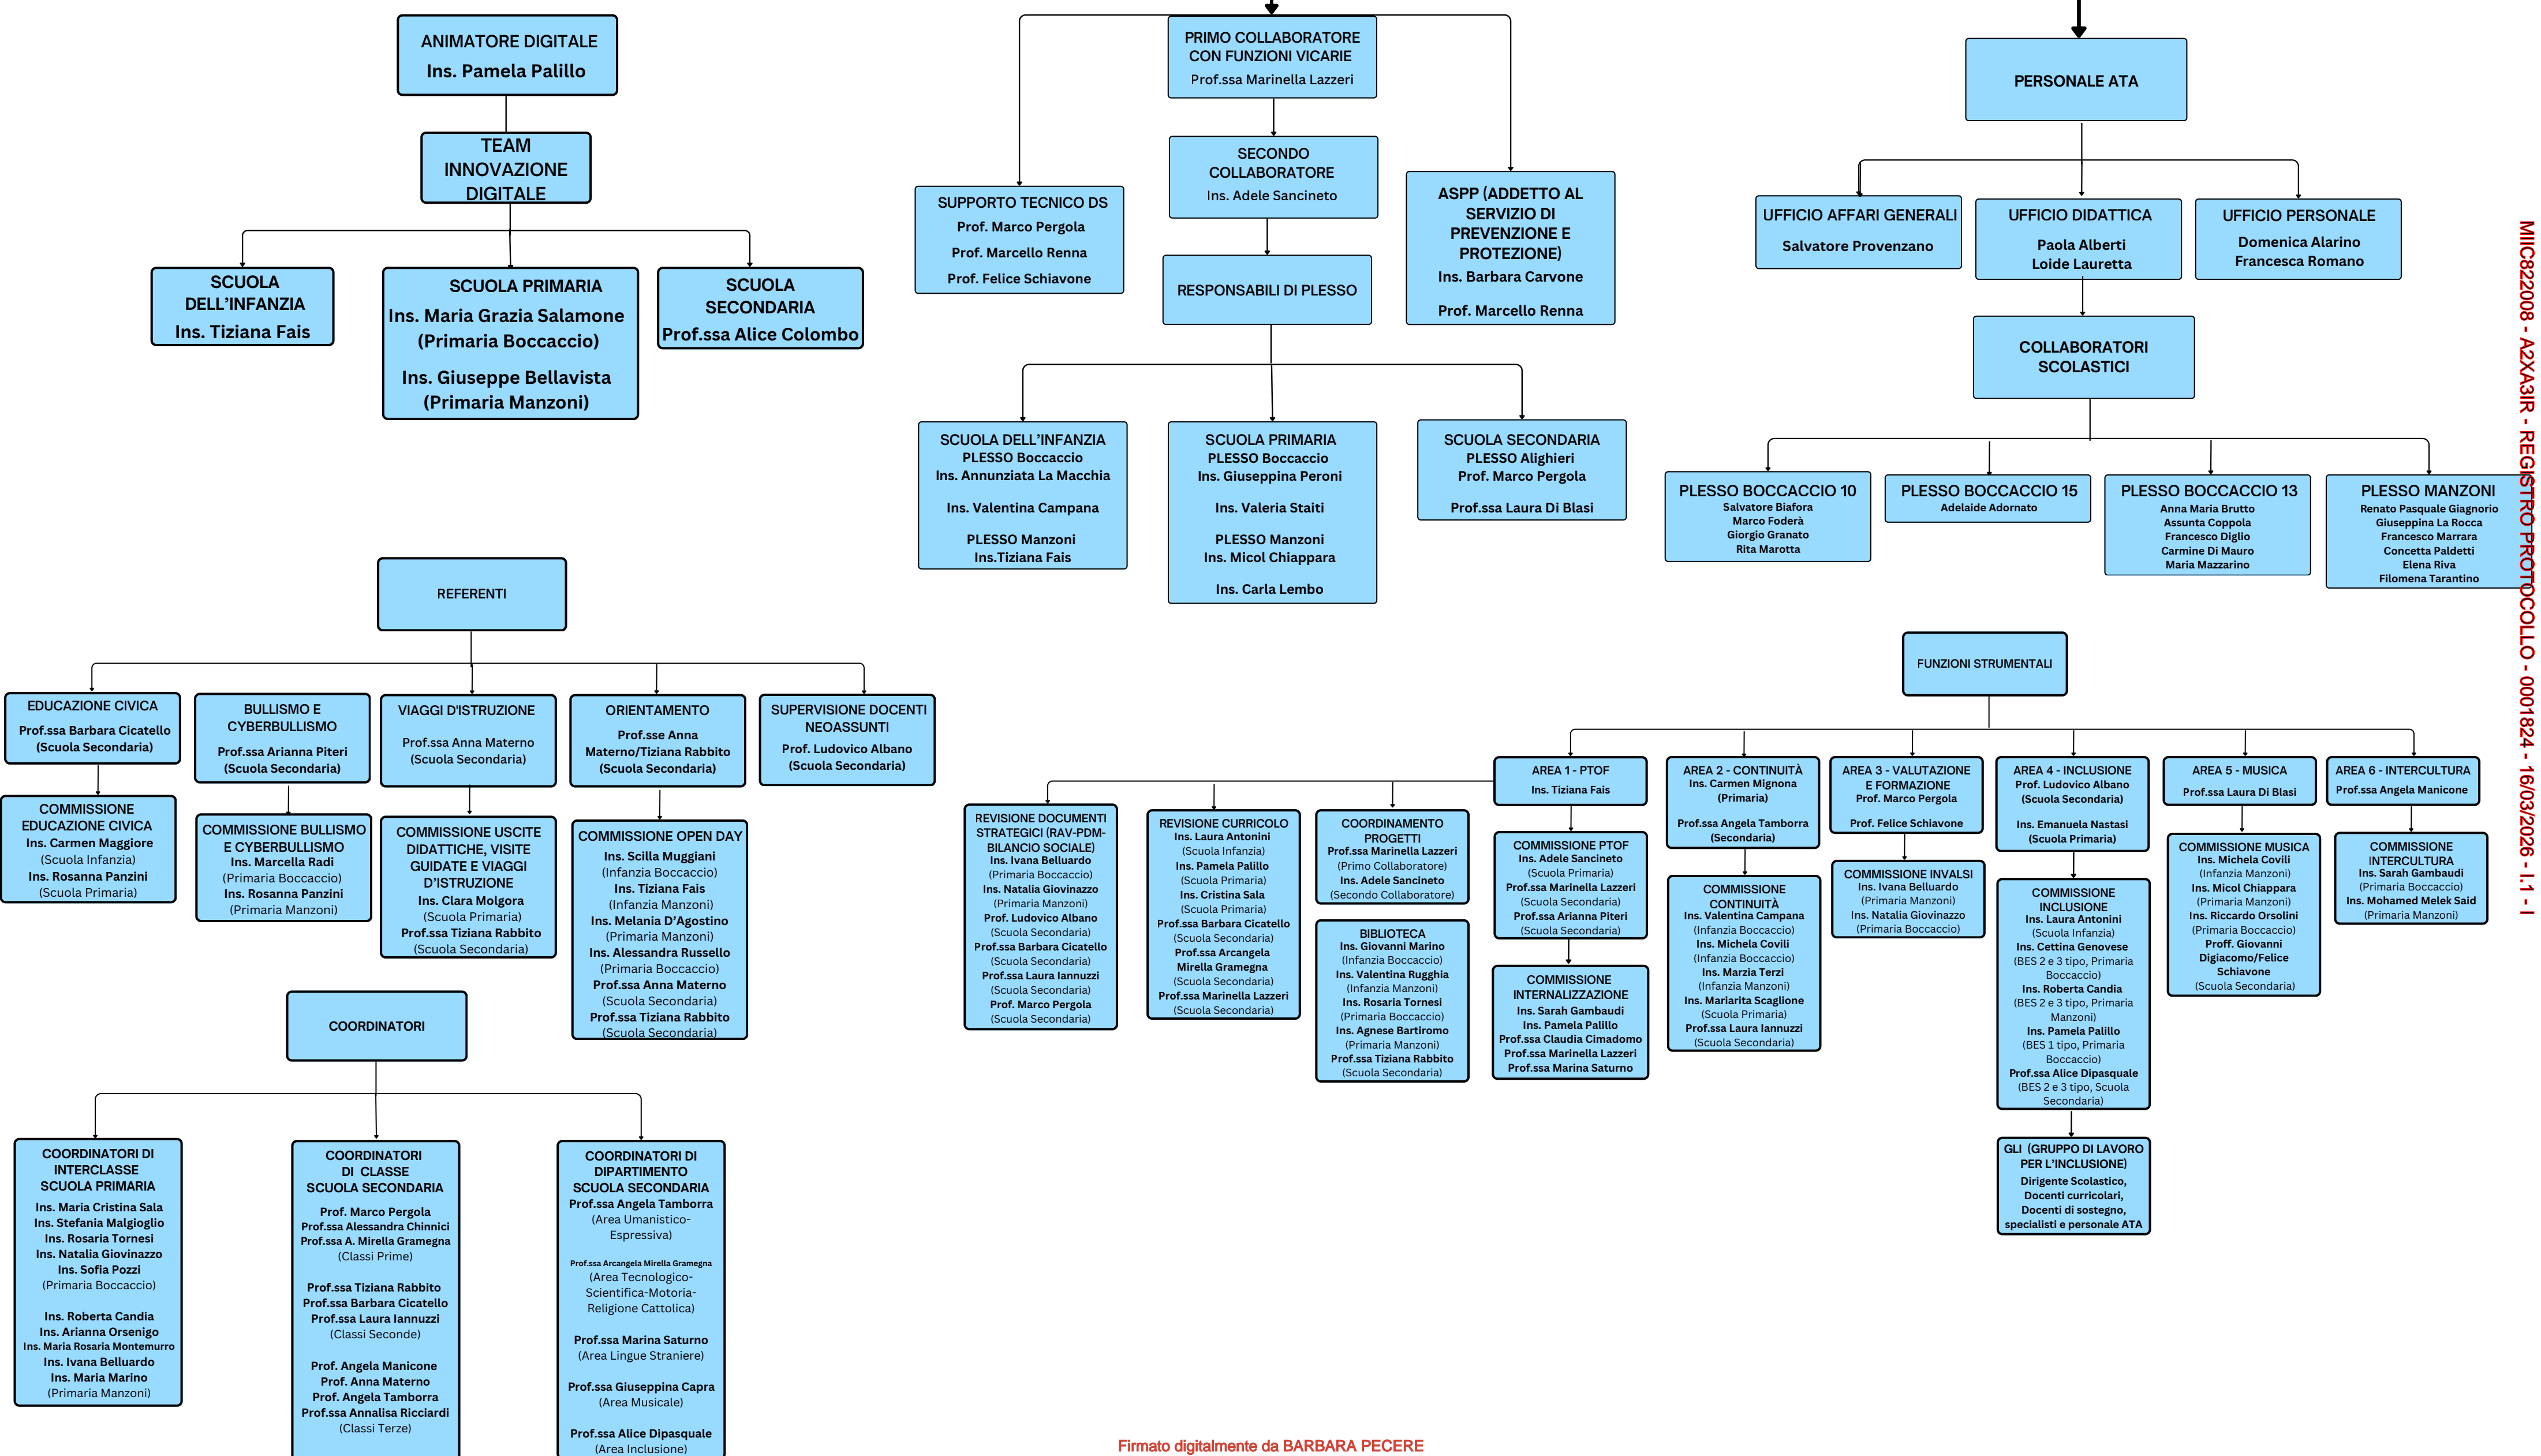 ANIMATORE DIGITALE
Ins. Pamela Palillo
TEAM
INNOVAZIONE
DIGITALE
SCUOLA
DELL'INFANZIA
Ins. Tiziana Fais
SCUOLA PRIMARIA
Ins. Maria Grazia Salamone
(Primaria Boccaccio)
Ins. Giuseppe Bellavista
(Primaria Manzoni)
SCUOLA
SECONDARIA
Prof.ssa Alice Colombo
PRIMO COLLABORATORE
CON FUNZIONI VICARIE
Prof.ssa Marinella Lazzeri
SECONDO
COLLABORATORE
Ins. Adele Sancineto
SUPPORTO TECNICO DS
Prof. Marco Pergola
Prof. Marcello Renna
Prof. Felice Schiavone
ASPP (ADDETTO AL
SERVIZIO DI
PREVENZIONE E
PROTEZIONE)
Ins. Barbara Carvone
Prof. Marcello Renna
RESPONSABILI DI PLESSO
SCUOLA DELL'INFANZIA
PLESSO Boccaccio
Ins. Annunziata La Macchia
Ins. Valentina Campana
PLESSO Manzoni
Ins.Tiziana Fais
SCUOLA PRIMARIA
PLESSO Boccaccio
Ins. Giuseppina Peroni
Ins. Valeria Staiti
PLESSO Manzoni
Ins. Micol Chiappara
Ins. Carla Lembo
SCUOLA SECONDARIA
PLESSO Alighieri
Prof. Marco Pergola
Prof.ssa Laura Di Blasi
PERSONALE ATA
UFFICIO AFFARI GENERALI
Salvatore Provenzano
UFFICIO DIDATTICA
Paola Alberti
Loide Lauretta
UFFICIO PERSONALE
Domenica Alarino
Francesca Romano
COLLABORATORI
SCOLASTICI
PLESSO BOCCACCIO 10
Salvatore Biafora
Marco Foderà
Giorgio Granato
Rita Marotta
PLESSO BOCCACCIO 15
Adelaide Adornato
PLESSO BOCCACCIO 13
Anna Maria Brutto
Assunta Coppola
Francesco Diglio
Carmine Di Mauro
Maria Mazzarino
PLESSO MANZONI
Renato Pasquale Giagnorio
Giuseppina La Rocca
Francesco Marrara
Concetta Paldetti
Elena Riva
Filomena Tarantino
REFERENTI
EDUCAZIONE CIVICA
Prof.ssa Barbara Cicatello
(Scuola Secondaria)
COMMISSIONE
EDUCAZIONE CIVICA
Ins. Carmen Maggiore
(Scuola Infanzia)
Ins. Rosanna Panzini
(Scuola Primaria)
BULLISMO E
CYBERBULLISMO
Prof.ssa Arianna Piteri
(Scuola Secondaria)
COMMISSIONE BULLISMO
E CYBERBULLISMO
Ins. Marcella Radi
(Primaria Boccaccio)
Ins. Rosanna Panzini
(Primaria Manzoni)
VIAGGI D'ISTRUZIONE
Prof.ssa Anna Materno
(Scuola Secondaria)
COMMISSIONE USCITE
DIDATTICHE, VISITE
GUIDATE E VIAGGI
D'ISTRUZIONE
Ins. Clara Molgora
(Scuola Primaria)
Prof.ssa Tiziana Rabbito
(Scuola Secondaria)
ORIENTAMENTO
Prof.sse Anna
Materno/Tiziana Rabbito
(Scuola Secondaria)
COMMISSIONE OPEN DAY
Ins. Scilla Muggiani
(Infanzia Boccaccio)
Ins. Tiziana Fais
(Infanzia Manzoni)
Ins. Melania D'Agostino
(Primaria Manzoni)
Ins. Alessandra Russello
(Primaria Boccaccio)
Prof.ssa Anna Materno
(Scuola Secondaria)
Prof.ssa Tiziana Rabbito
(Scuola Secondaria)
SUPERVISIONE DOCENTI
NEOASSUNTI
Prof. Ludovico Albano
(Scuola Secondaria)
FUNZIONI STRUMENTALI
AREA 1 - PTOF
Ins. Tiziana Fais
REVISIONE DOCUMENTI
STRATEGICI (RAV-PDM-
BILANCIO SOCIALE)
Ins. Ivana Belluardo
(Primaria Boccaccio)
Ins. Natalia Giovinazzo
(Primaria Manzoni)
Prof. Ludovico Albano
(Scuola Secondaria)
Prof.ssa Barbara Cicatello
(Scuola Secondaria)
Prof.ssa Laura Iannuzzi
(Scuola Secondaria)
Prof. Marco Pergola
(Scuola Secondaria)
REVISIONE CURRICOLO
Ins. Laura Antonini
(Scuola Infanzia)
Ins. Pamela Palillo
(Scuola Primaria)
Ins. Cristina Sala
(Scuola Primaria)
Prof.ssa Barbara Cicatello
(Scuola Secondaria)
Prof.ssa Arcangela
Mirella Gramegna
(Scuola Secondaria)
Prof.ssa Marinella Lazzeri
(Scuola Secondaria)
COORDINAMENTO
PROGETTI
Prof.ssa Marinella Lazzeri
(Primo Collaboratore)
Ins. Adele Sancineto
(Secondo Collaboratore)
BIBLIOTECA
Ins. Giovanni Marino
(Infanzia Boccaccio)
Ins. Valentina Rugghia
(Infanzia Manzoni)
Ins. Rosaria Tornesi
(Primaria Boccaccio)
Ins. Agnese Bartiromo
(Primaria Manzoni)
Prof.ssa Tiziana Rabbito
(Scuola Secondaria)
COMMISSIONE PTOF
Ins. Adele Sancineto
(Scuola Primaria)
Prof.ssa Marinella Lazzeri
(Scuola Secondaria)
Prof.ssa Arianna Piteri
(Scuola Secondaria)
COMMISSIONE
INTERNALIZZAZIONE
Ins. Sarah Gambaudi
Ins. Pamela Palillo
Prof.ssa Claudia Cimadomo
Prof.ssa Marinella Lazzeri
Prof.ssa Marina Saturno
AREA 2 - CONTINUITÀ
Ins. Carmen Mignona
(Primaria)
Prof.ssa Angela Tamborra
(Secondaria)
COMMISSIONE
CONTINUITÀ
Ins. Valentina Campana
(Infanzia Boccaccio)
Ins. Michela Covili
(Infanzia Boccaccio)
Ins. Marzia Terzi
(Infanzia Manzoni)
Ins. Mariarita Scaglione
(Scuola Primaria)
Prof.ssa Laura Iannuzzi
(Scuola Secondaria)
AREA 3 - VALUTAZIONE
E FORMAZIONE
Prof. Marco Pergola
Prof. Felice Schiavone
COMMISSIONE INVALSI
Ins. Ivana Belluardo
(Primaria Manzoni)
Ins. Natalia Giovinazzo
(Primaria Boccaccio)
AREA 4 - INCLUSIONE
Prof. Ludovico Albano
(Scuola Secondaria)
Ins. Emanuela Nastasi
(Scuola Primaria)
COMMISSIONE
INCLUSIONE
Ins. Laura Antonini
(Scuola Infanzia)
Ins. Cettina Genovese
(BES 2 e 3 tipo, Primaria
Boccaccio)
Ins. Roberta Candia
(BES 2 e 3 tipo, Primaria
Manzoni)
Ins. Pamela Palillo
(BES 1 tipo, Primaria
Boccaccio)
Prof.ssa Alice Dipasquale
(BES 2 e 3 tipo, Scuola
Secondaria)
GLI (GRUPPO DI LAVORO
PER L'INCLUSIONE)
Dirigente Scolastico,
Docenti curricolari,
Docenti di sostegno,
specialisti e personale ATA
AREA 5 - MUSICA
Prof.ssa Laura Di Blasi
COMMISSIONE MUSICA
Ins. Michela Covili
(Infanzia Manzoni)
Ins. Micol Chiappara
(Primaria Manzoni)
Ins. Riccardo Orsolini
(Primaria Boccaccio)
Proff. Giovanni
Digiacomo/Felice
Schiavone
(Scuola Secondaria)
AREA 6 - INTERCULTURA
Prof.ssa Angela Manicone
COMMISSIONE
INTERCULTURA
Ins. Sarah Gambaudi
(Primaria Boccaccio)
Ins. Mohamed Melek Said
(Primaria Manzoni)
COORDINATORI
COORDINATORI DI
INTERCLASSE
SCUOLA PRIMARIA
Ins. Maria Cristina Sala
Ins. Stefania Malgioglio
Ins. Rosaria Tornesi
Ins. Natalia Giovinazzo
Ins. Sofia Pozzi
(Primaria Boccaccio)
Ins. Roberta Candia
Ins. Arianna Orsenigo
Ins. Maria Rosaria Montemurro
Ins. Ivana Belluardo
Ins. Maria Marino
(Primaria Manzoni)
COORDINATORI
DI CLASSE
SCUOLA SECONDARIA
Prof. Marco Pergola
Prof.ssa Alessandra Chinnici
Prof.ssa A. Mirella Gramegna
(Classi Prime)
Prof.ssa Tiziana Rabbito
Prof.ssa Barbara Cicatello
Prof.ssa Laura Iannuzzi
(Classi Seconde)
Prof. Angela Manicone
Prof. Anna Materno
Prof. Angela Tamborra
Prof.ssa Annalisa Ricciardi
(Classi Terze)
COORDINATORI DI
DIPARTIMENTO
SCUOLA SECONDARIA
Prof.ssa Angela Tamborra
(Area Umanistico-
Espressiva)
Prof.ssa Arcangela Mirella Gramegna
(Area Tecnologico-
Scientifica-Motoria-
Religione Cattolica)
Prof.ssa Marina Saturno
(Area Lingue Straniere)
Prof.ssa Giuseppina Capra
(Area Musicale)
Prof.ssa Alice Dipasquale
(Area Inclusione)
MIIC822008 - A2XA3IR - REGISTRO PROTOCOLLO - 0001824 - 16/03/2026 - I.1 - I
Firmato digitalmente da BARBARA PECERE